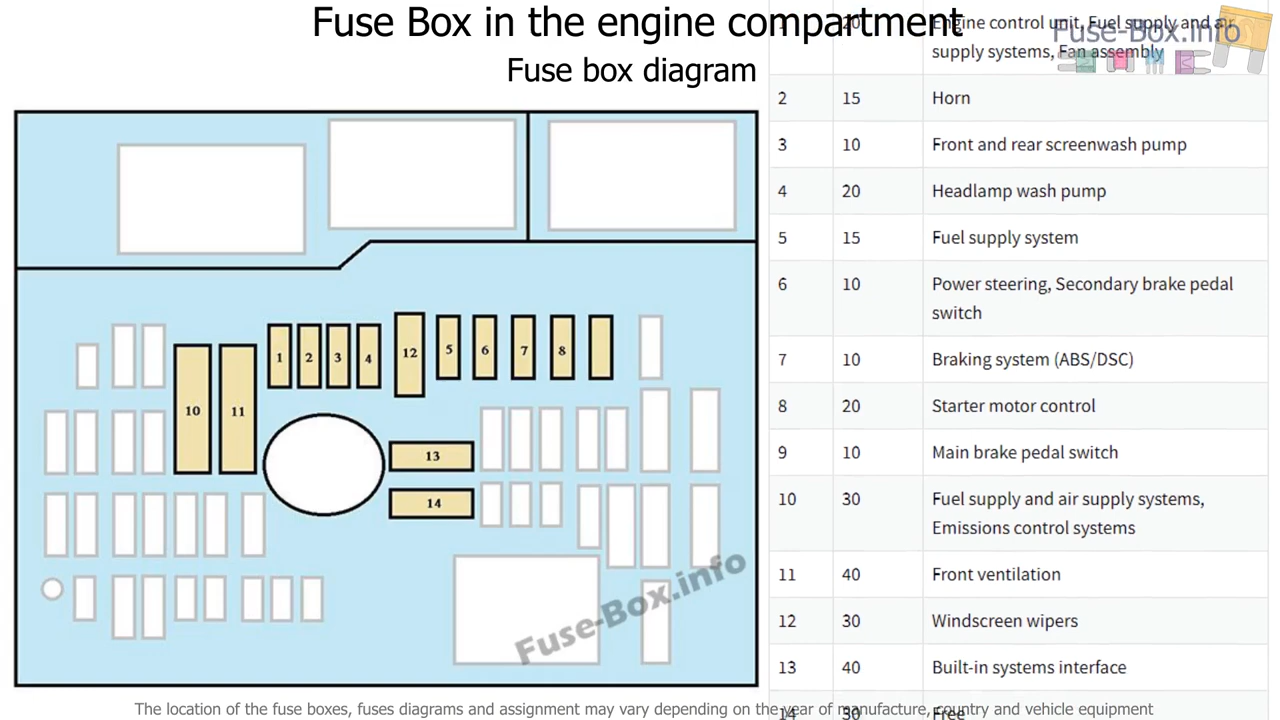 Fuse Box in the engine compartment
Fuse box diagram
Fuse-Box.info
1 20 Engine control unit, Fuel supply and air
supply systems, Fan assembly
2 15 Horn
3 10 Front and rear screenwash pump
4 20 Headlamp wash pump
5 15 Fuel supply system
6 10 Power steering, Secondary brake pedal
switch
7 10 Braking system (ABS/DSC)
8 20 Starter motor control
9 10 Main brake pedal switch
10 30 Fuel supply and air supply systems,
Emissions control systems
11 40 Front ventilation
12 30 Windscreen wipers
13 40 Built-in systems interface
14 30 Free
1 2 3 4 12 5 6 7 8
10 11
13
14
Fuse-Box.info
The location of the fuse boxes, fuses diagrams and assignment may vary depending on the year of manufacture, country and vehicle equipment